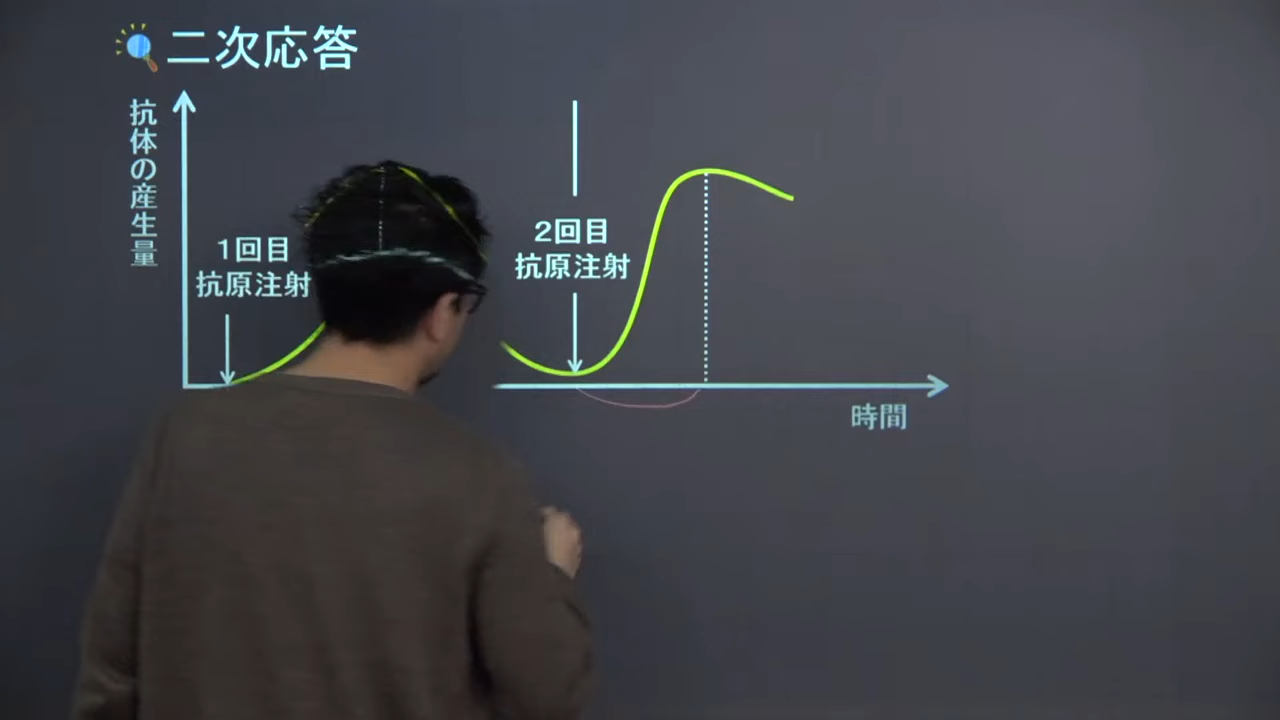 二次応答
抗体の産生量
1回目
抗原注射
2回目
抗原注射
時間